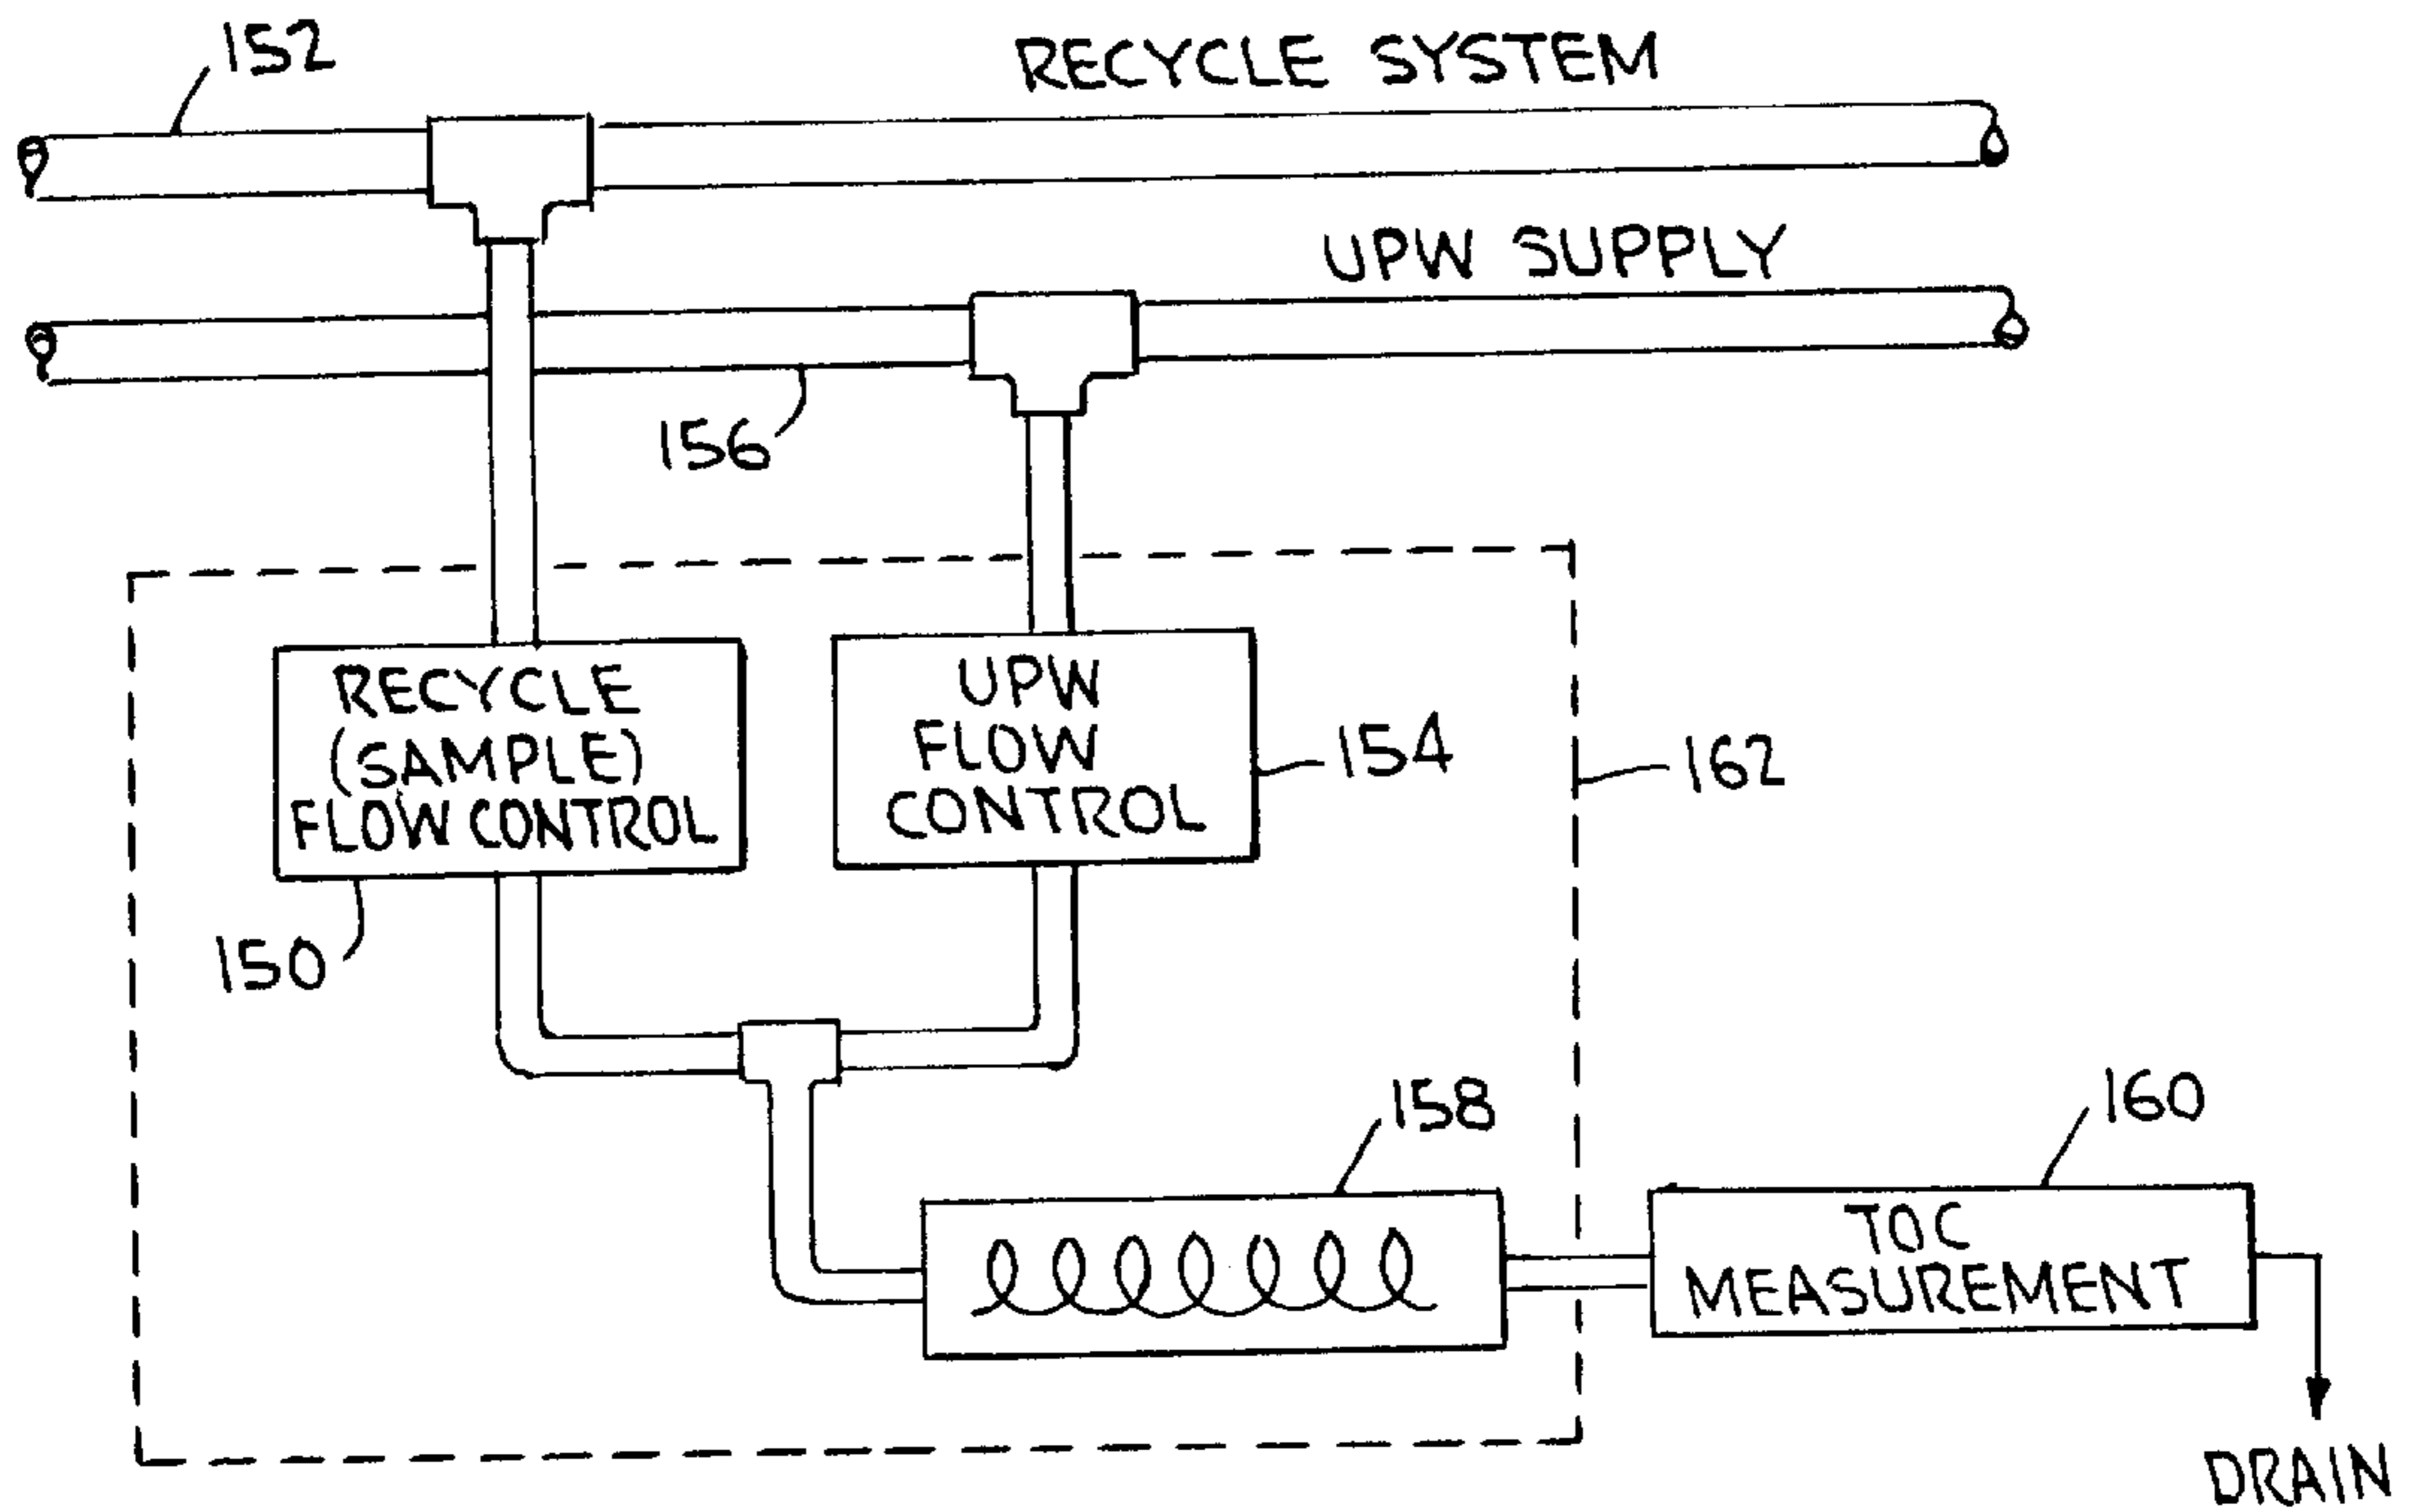 152
RECYCLE SYSTEM
UPW SUPPLY
156
RECYCLE
(SAMPLE)
FLOW CONTROL
UPW
FLOW
CONTROL
154
162
150
158
160
TOC
MEASUREMENT
DRAIN